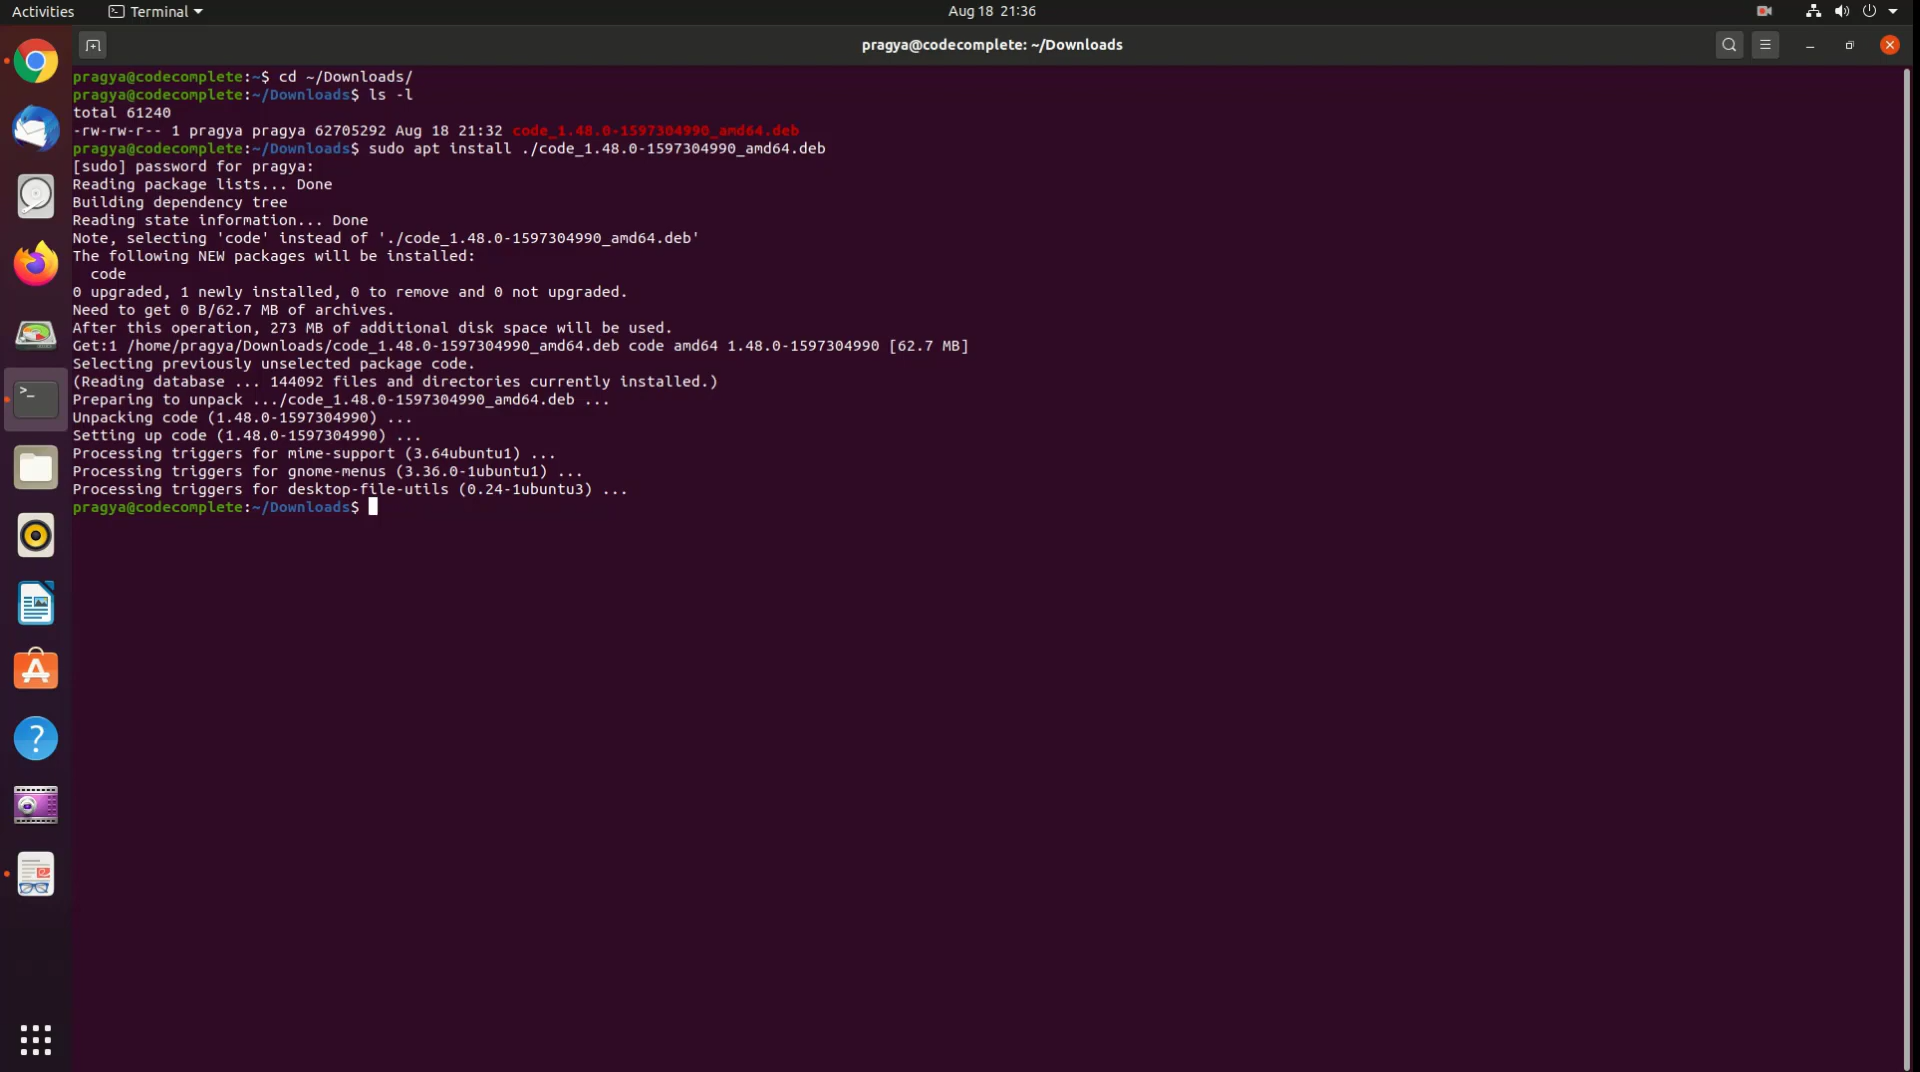 Activities
Terminal
Aug 18 21:36
pragya@codecomplete: ~/Downloads
pragya@codecomplete:~$ cd ~/Downloads/
pragya@codecomplete:~/Downloads$ ls -l
total 61240
-rw-rw-r-- 1 pragya pragya 62705292 Aug 18 21:32 code_1.48.0-1597304990_amd64.deb
pragya@codecomplete:~/Downloads$ sudo apt install ./code_1.48.0-1597304990_amd64.deb
[sudo] password for pragya:
Reading package lists... Done
Building dependency tree
Reading state information... Done
Note, selecting 'code' instead of './code_1.48.0-1597304990_amd64.deb'
The following NEW packages will be installed:
  code
0 upgraded, 1 newly installed, 0 to remove and 0 not upgraded.
Need to get 0 B/62.7 MB of archives.
After this operation, 273 MB of additional disk space will be used.
Get:1 /home/pragya/Downloads/code_1.48.0-1597304990_amd64.deb code amd64 1.48.0-1597304990 [62.7 MB]
Selecting previously unselected package code.
(Reading database ... 144092 files and directories currently installed.)
Preparing to unpack .../code_1.48.0-1597304990_amd64.deb ...
Unpacking code (1.48.0-1597304990) ...
Setting up code (1.48.0-1597304990) ...
Processing triggers for mime-support (3.64ubuntu1) ...
Processing triggers for gnome-menus (3.36.0-1ubuntu1) ...
Processing triggers for desktop-file-utils (0.24-1ubuntu3) ...
pragya@codecomplete:~/Downloads$